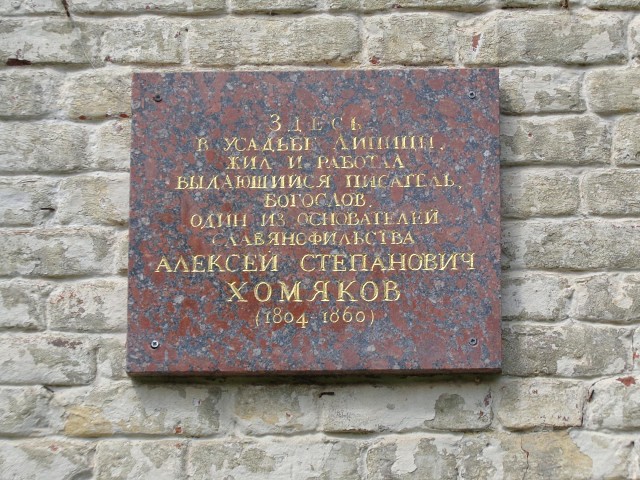 ЗДЕСЬ
В УСАДЬБЕ ЛИПИЦЫ,
ЖИЛ И РАБОТАЛ
ВЫДАЮЩИЙСЯ ПИСАТЕЛЬ,
БОГОСЛОВ,
ОДИН ИЗ ОСНОВАТЕЛЕЙ
СЛАВЯНОФИЛЬСТВА
АЛЕКСЕЙ СТЕПАНОВИЧ
ХОМЯКОВ
(1804-1860)